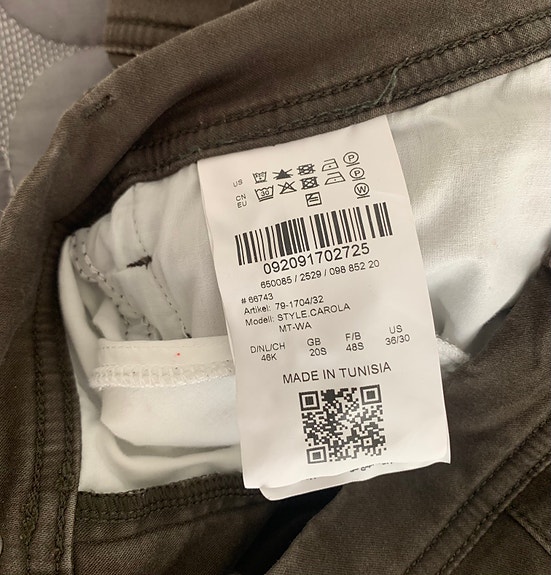 US
CN
EU
30
P
P
W
092091702725
650085 / 2529 / 098 852 20
# 66743
Artikel: 79-1704/32
Modell: STYLE.CAROLA
MT-WA
D/NL/CH GB F/B US
46K 20S 48S 36/30
MADE IN TUNISIA